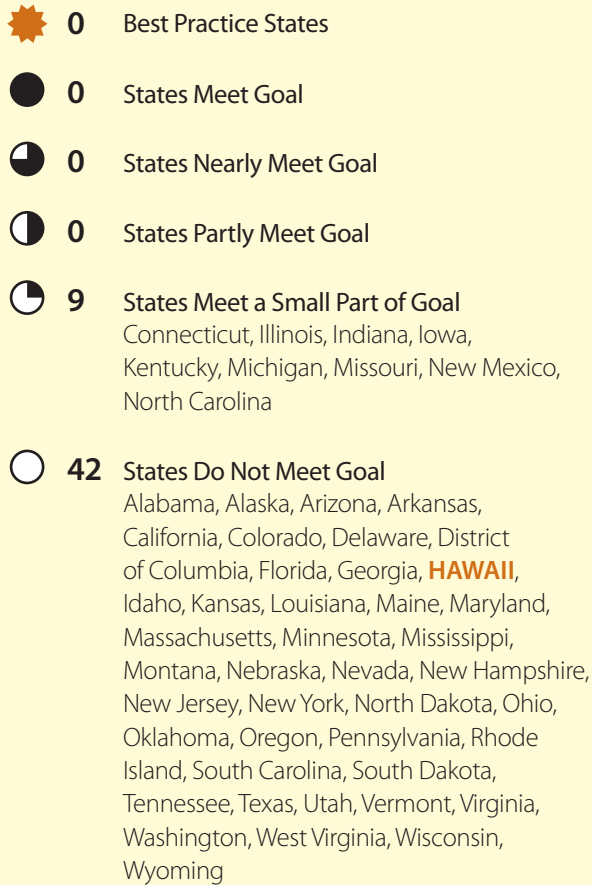 0 Best Practice States
0 States Meet Goal
0 States Nearly Meet Goal
0 States Partly Meet Goal
9 States Meet a Small Part of Goal
Connecticut, Illinois, Indiana, Iowa,
Kentucky, Michigan, Missouri, New Mexico,
North Carolina
42 States Do Not Meet Goal
Alabama, Alaska, Arizona, Arkansas,
California, Colorado, Delaware, District
of Columbia, Florida, Georgia, HAWAII,
Idaho, Kansas, Louisiana, Maine, Maryland,
Massachusetts, Minnesota, Mississippi,
Montana, Nebraska, Nevada, New Hampshire,
New Jersey, New York, North Dakota, Ohio,
Oklahoma, Oregon, Pennsylvania, Rhode
Island, South Carolina, South Dakota,
Tennessee, Texas, Utah, Vermont, Virginia,
Washington, West Virginia, Wisconsin,
Wyoming